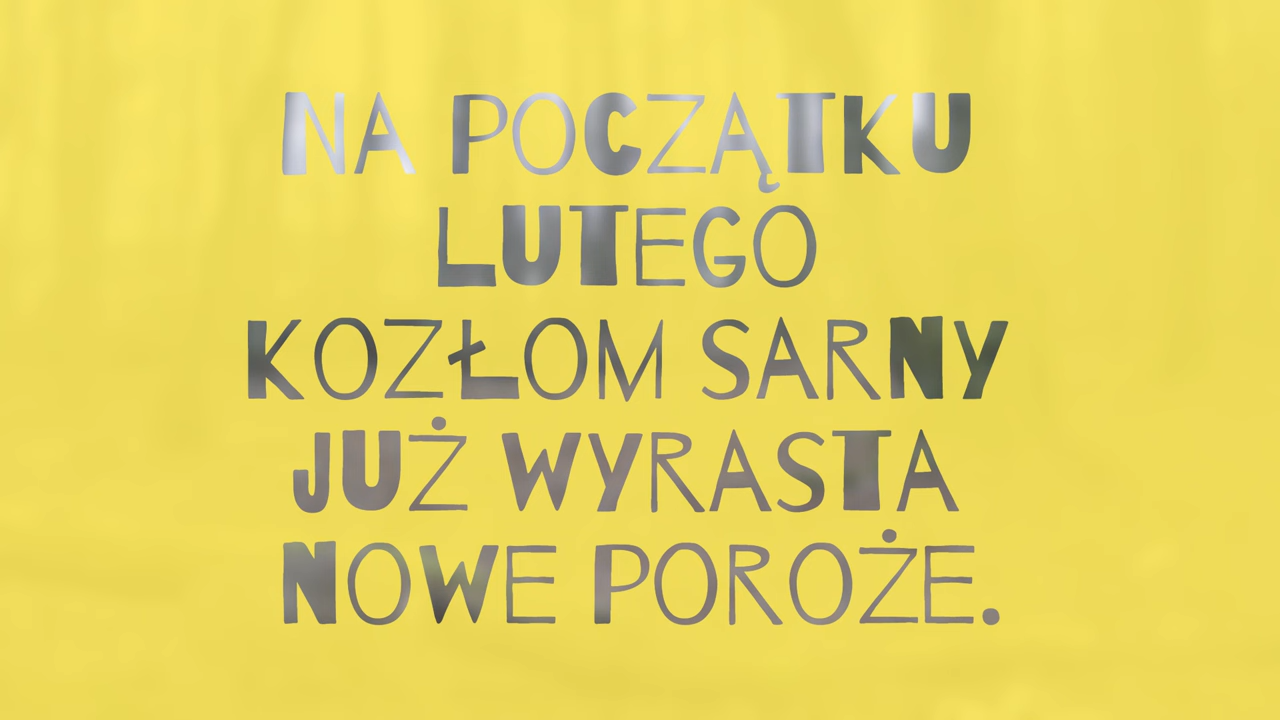 NA POCZĄTKU
LUTEGO
KOZŁOM SARNY
JUŻ WYRASTA
NOWE POROŻE.